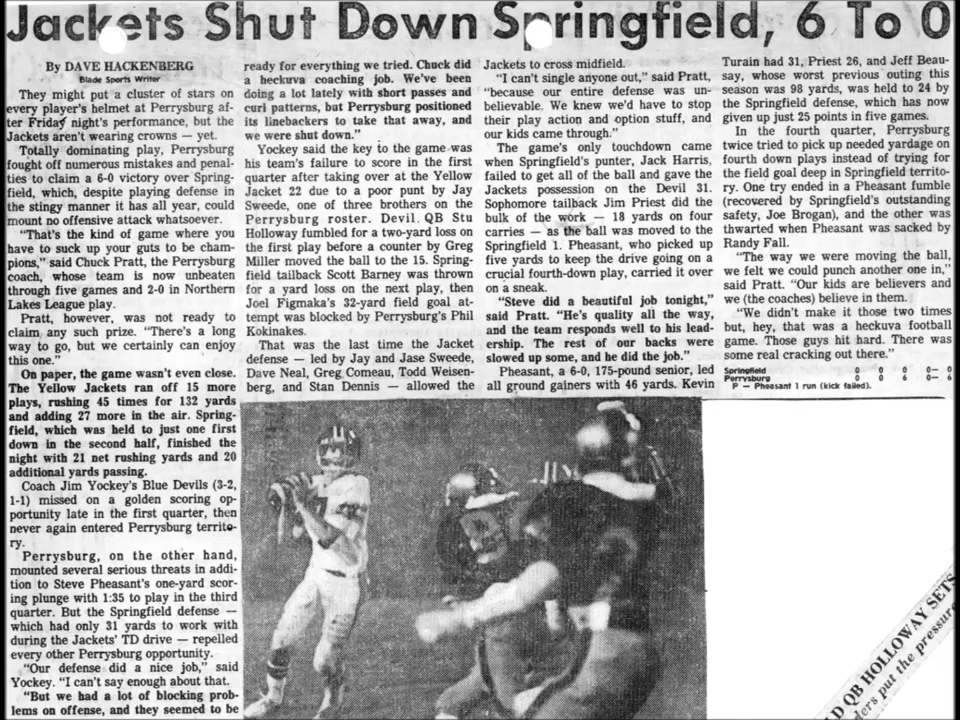 Jackets Shut Down Springfield, 6 To 0
By DAVE HACKENBERG
Blade Sports Writer
They might put a cluster of stars on
every player's helmet at Perrysburg af-
ter Friday night's performance, but the
Jackets aren't wearing crowns — yet.
Totally dominating play, Perrysburg
fought off numerous mistakes and penal-
ties to claim a 6-0 victory over Spring-
field, which, despite playing defense in
the stingy manner it has all year, could
mount no offensive attack whatsoever.
"That's the kind of game where you
have to suck up your guts to be cham-
pions," said Chuck Pratt, the Perrysburg
coach, whose team is now unbeaten
through five games and 2-0 in Northern
Lakes League play.
Pratt, however, was not ready to
claim any such prize. "There's a long
way to go, but we certainly can enjoy
this one."
On paper, the game wasn't even close.
The Yellow Jackets ran off 15 more
plays, rushing 45 times for 132 yards
and adding 27 more in the air. Spring-
field, which was held to just one first
down in the second half, finished the
night with 21 net rushing yards and 20
additional yards passing.
Coach Jim Yockey's Blue Devils (3-2,
1-1) missed on a golden scoring op-
portunity late in the first quarter, then
never again entered Perrysburg territo-
ry.
Perrysburg, on the other hand,
mounted several serious threats in addi-
tion to Steve Pheasant's one-yard scor-
ing plunge with 1:35 to play in the third
quarter. But the Springfield defense —
which had only 31 yards to work with
during the Jackets' TD drive — repelled
every other Perrysburg opportunity.
"Our defense did a nice job," said
Yockey. "I can't say enough about that.
"But we had a lot of blocking prob-
lems on offense, and they seemed to be
ready for everything we tried. Chuck did
a heckuva coaching job. We've been
doing a lot lately with short passes and
curl patterns, but Perrysburg positioned
its linebackers to take that away, and
we were shut down."
Yockey said the key to the game was
his team's failure to score in the first
quarter after taking over at the Yellow
Jacket 22 due to a poor punt by Jay
Sweede, one of three brothers on the
Perrysburg roster. Devil QB Stu
Holloway fumbled for a two-yard loss on
the first play before a counter by Greg
Miller moved the ball to the 15. Spring-
field tailback Scott Barney was thrown
for a yard loss on the next play, then
Joel Figmaka's 32-yard field goal at-
tempt was blocked by Perrysburg's Phil
Kokinakes.
That was the last time the Jacket
defense — led by Jay and Jase Sweede,
Dave Neal, Greg Comeau, Todd Weisen-
berg, and Stan Dennis — allowed the
Jackets to cross midfield.
"I can't single anyone out," said Pratt,
"because our entire defense was un-
believable. We knew we'd have to stop
their play action and option stuff, and
our kids came through."
The game's only touchdown came
when Springfield's punter, Jack Harris,
failed to get all of the ball and gave the
Jackets possession on the Devil 31.
Sophomore tailback Jim Priest did the
bulk of the work — 18 yards on four
carries — as the ball was moved to the
Springfield 1. Pheasant, who picked up
five yards to keep the drive going on a
crucial fourth-down play, carried it over
on a sneak.
"Steve did a beautiful job tonight,"
said Pratt. "He's quality all the way,
and the team responds well to his lead-
ership. The rest of our backs were
slowed up some, and he did the job."
Pheasant, a 6-0, 175-pound senior, led
all ground gainers with 46 yards. Kevin
Turain had 31, Priest 26, and Jeff Beau-
say, whose worst previous outing this
season was 98 yards, was held to 24 by
the Springfield defense, which has now
given up just 25 points in five games.
In the fourth quarter, Perrysburg
twice tried to pick up needed yardage on
fourth down plays instead of trying for
the field goal deep in Springfield territo-
ry. One try ended in a Pheasant fumble
(recovered by Springfield's outstanding
safety, Joe Brogan), and the other was
thwarted when Pheasant was sacked by
Randy Fall.
"The way we were moving the ball,
we felt we could punch another one in,"
said Pratt. "Our kids are believers and
we (the coaches) believe in them.
"We didn't make it those two times
but, hey, that was a heckuva football
game. Those guys hit hard. There was
some real cracking out there."
Springfield 0 0 0 0— 0
Perrysburg 0 0 6 0— 6
P — Pheasant 1 run (kick failed).
D QB HOLLOWAY SETS
ers put the pressure